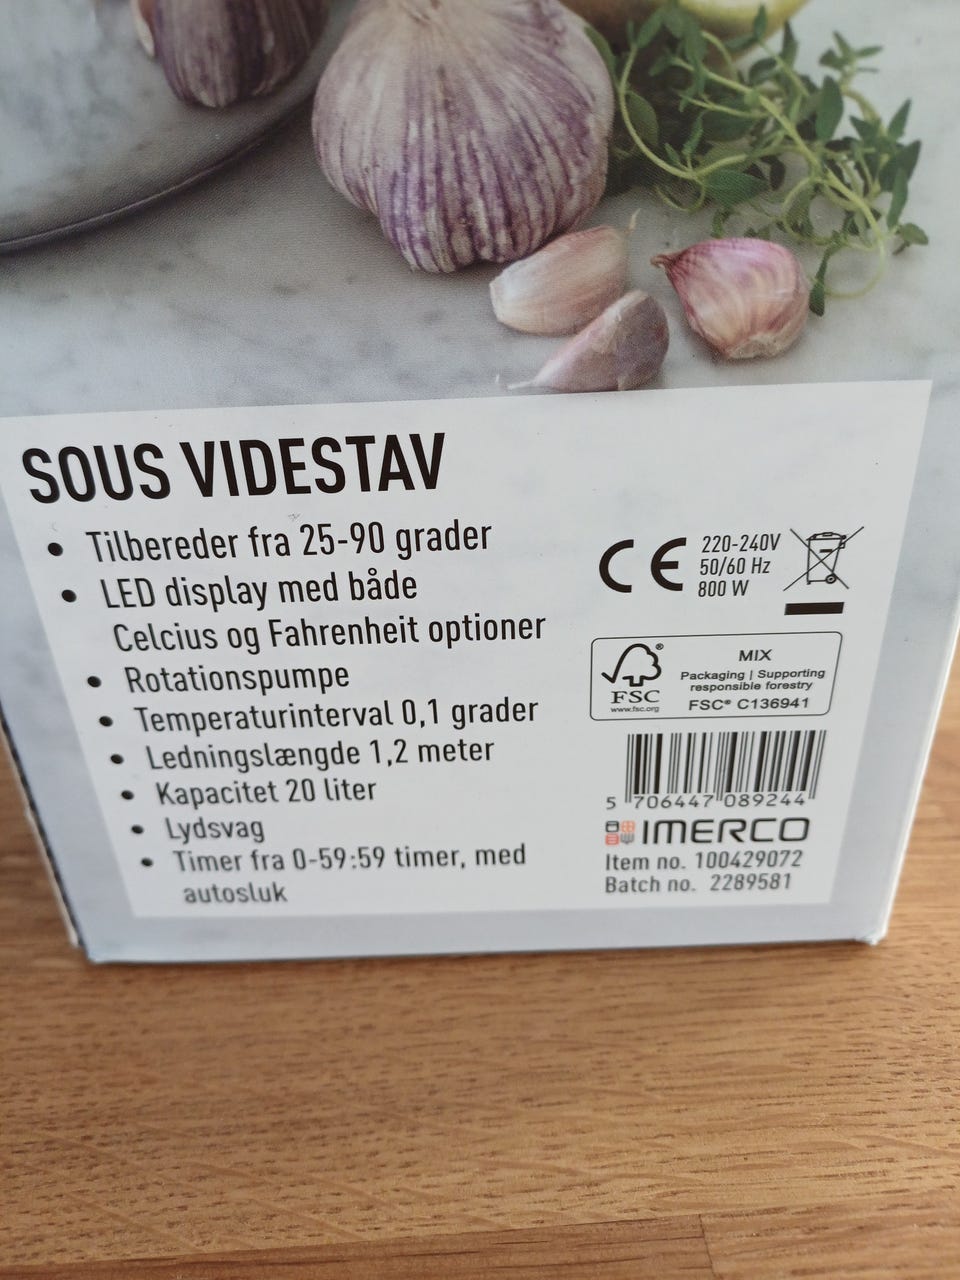 SOUS VIDESTAV
• Tilbereder fra 25-90 grader
• LED display med både
Celcius og Fahrenheit optioner
• Rotationspumpe
• Temperaturinterval 0,1 grader
• Ledningslængde 1,2 meter
• Kapacitet 20 liter
• Lydsvag
• Timer fra 0-59:59 timer, med
autosluk
CE
220-240V
50/60 Hz
800 W
FSC®
www.fsc.org
MIX
Packaging | Supporting
responsible forestry
FSC® C136941
5 706447 089244
IMERCO
Item no. 100429072
Batch no. 2289581